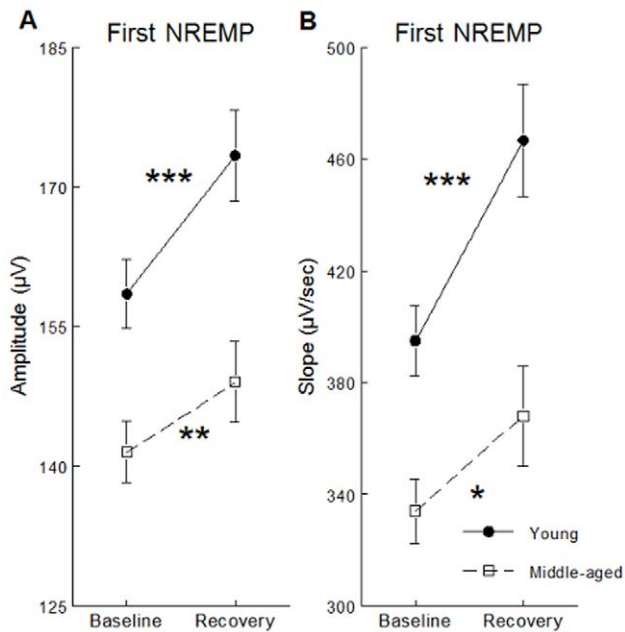 A
First NREMP
185
170
155
140
125
Amplitude (µV)
***
**
Baseline
Recovery
B
First NREMP
500
460
420
380
340
300
Slope (µV/sec)
***
*
Young
Middle-aged
Baseline
Recovery